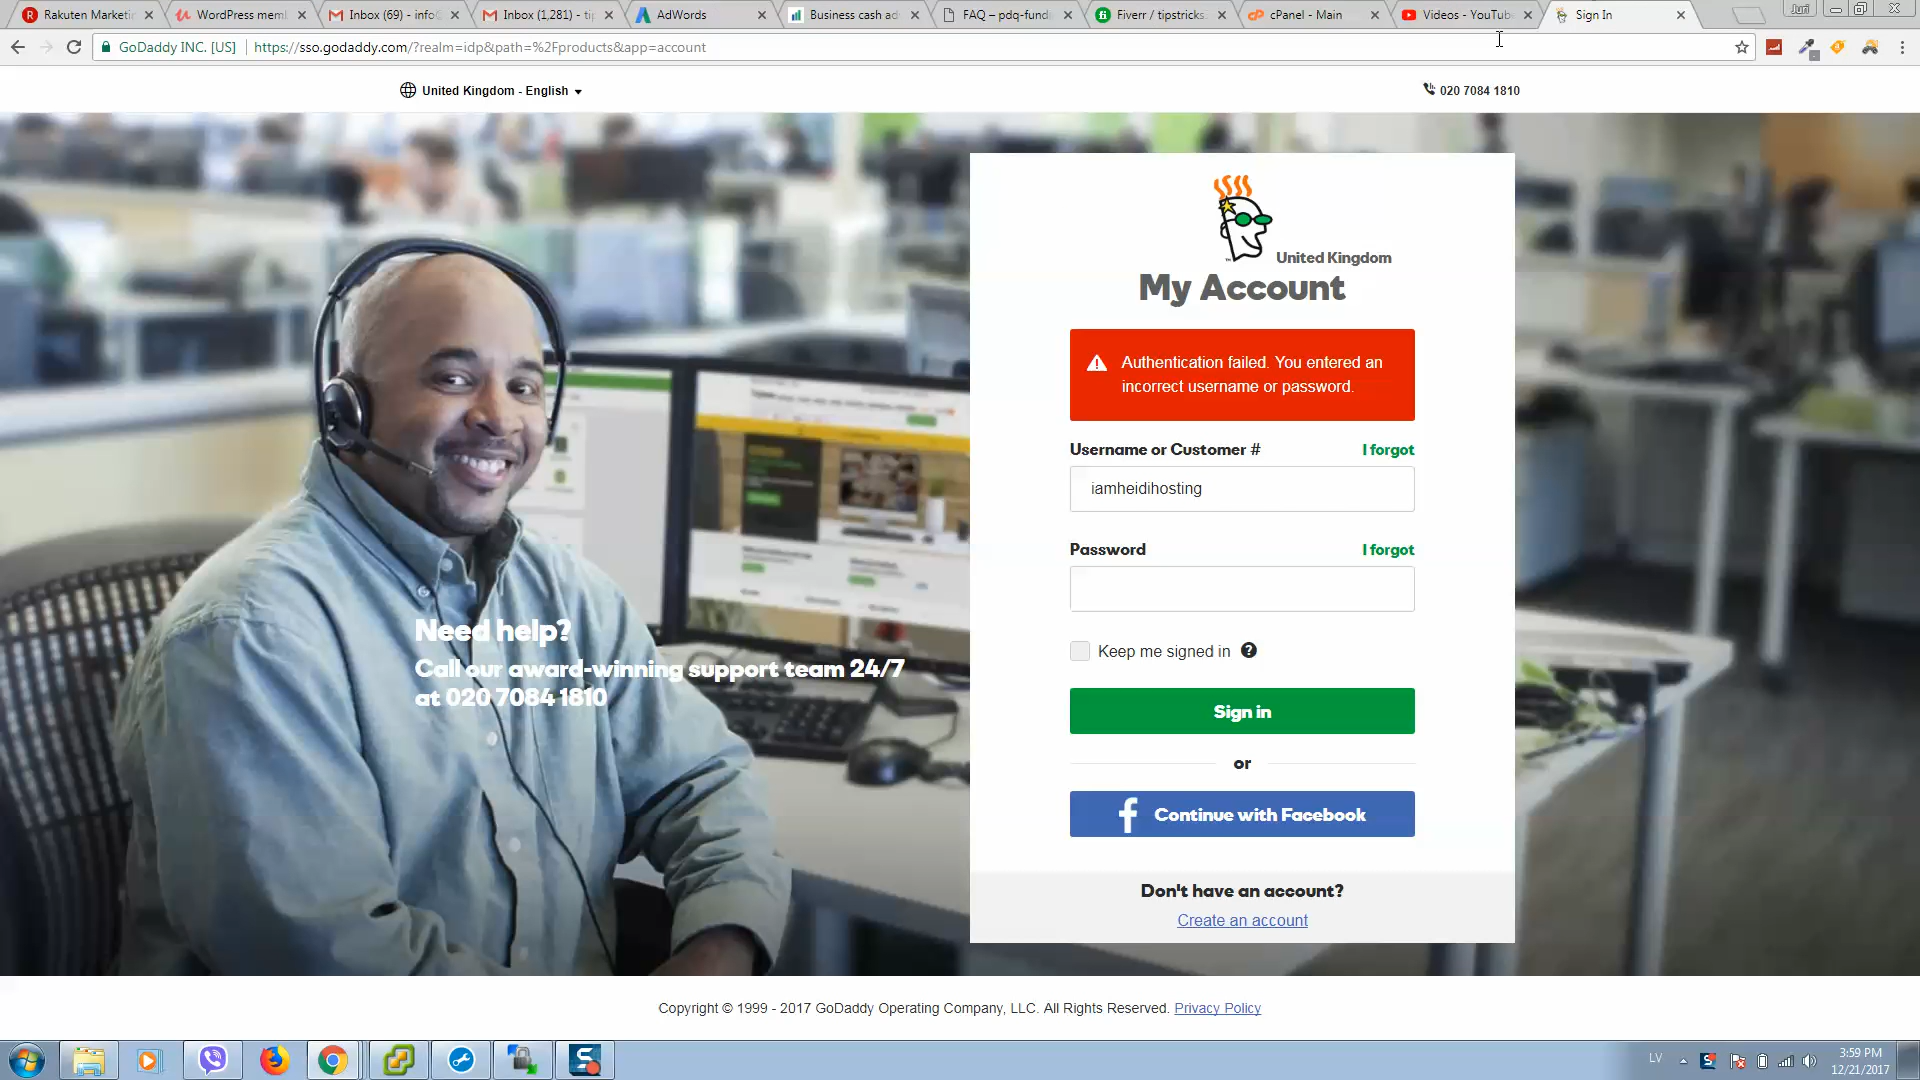 Rakuten Marketi
WordPress mem
Inbox (69) - info
Inbox (1,281) - ti
AdWords
Business cash ad
FAQ – pdq-fund
Fiverr / tipstricks
cPanel - Main
Videos - YouTube
Sign In
Juri
GoDaddy INC. [US]
https://sso.godaddy.com/?realm=idp&path=%2Fproducts&app=account
United Kingdom - English
020 7084 1810
United Kingdom
My Account
Authentication failed. You entered an
incorrect username or password.
Username or Customer #
I forgot
iamheidihosting
Password
I forgot
Keep me signed in
Sign in
or
Continue with Facebook
Don't have an account?
Create an account
Need help?
Call our award-winning support team 24/7
at 020 7084 1810
Copyright © 1999 - 2017 GoDaddy Operating Company, LLC. All Rights Reserved. Privacy Policy
LV
3:59 PM
12/21/2017